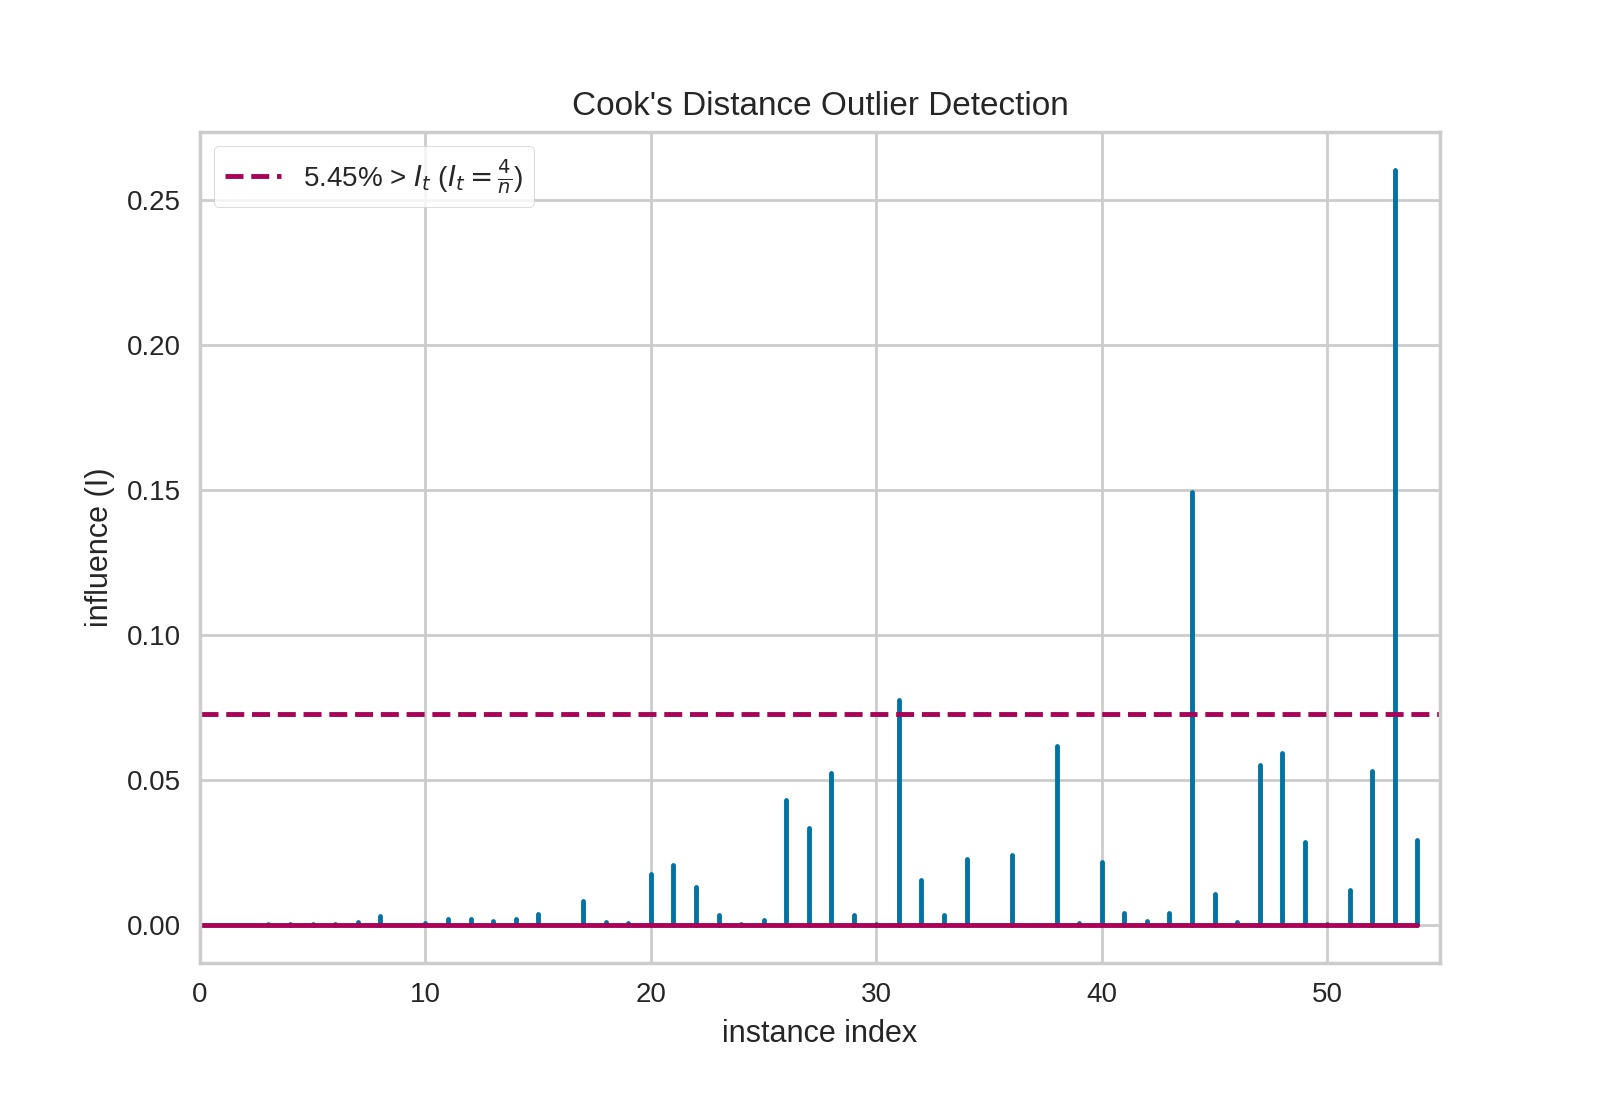 Cook's Distance Outlier Detection
5.45% > I_t (I_t = 4/n)
0.25
0.20
0.15
0.10
0.05
0.00
influence (I)
0 10 20 30 40 50
instance index